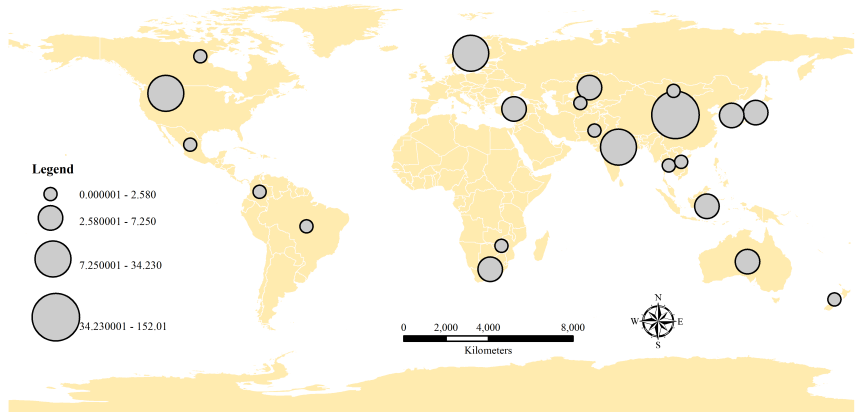 Legend
0.000001 - 2.580
2.580001 - 7.250
7.250001 - 34.230
34.230001 - 152.01
0 2,000 4,000 8,000
Kilometers
N
W E
S